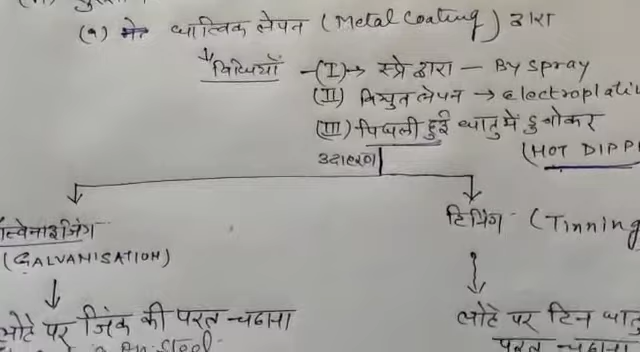 (a) धात्विक लेपन (Metal Coating) द्वारा
विधियाँ - (I) → स्प्रे द्वारा - By Spray
(II) विद्युत लेपन → electroplati
(III) पिघली हुई धातु में डुबोकर
उदाहरण (HOT DIPP
ल्वेनाइजिंग टिनिंग - (Tinning
(GALVANISATION)
लोहे पर जिंक की परत चढ़ाना लोहे पर टिन धातु
Steel. परत चढ़ाना